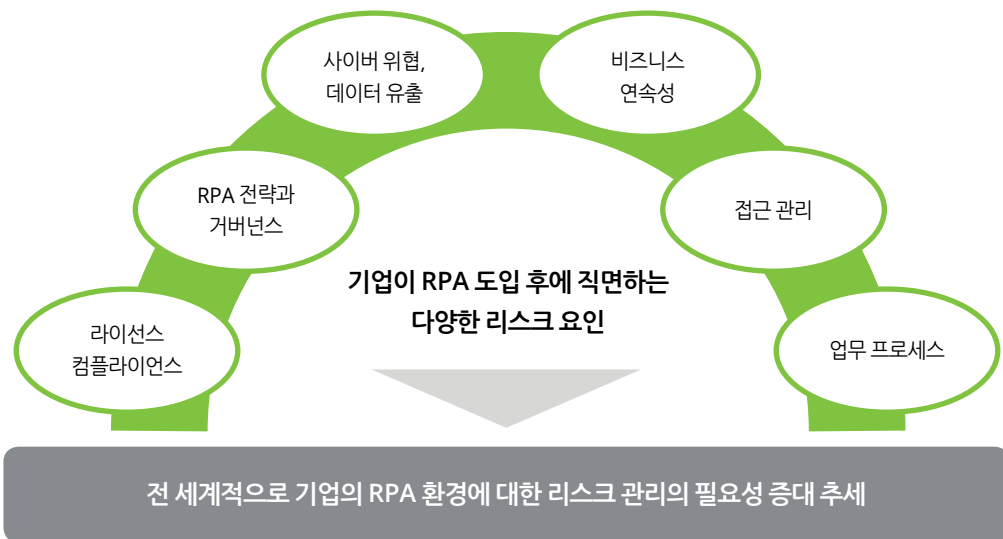 사이버 위협,
데이터 유출
비즈니스
연속성
RPA 전략과
거버넌스
접근 관리
기업이 RPA 도입 후에 직면하는
다양한 리스크 요인
라이선스
컴플라이언스
업무 프로세스
전 세계적으로 기업의 RPA 환경에 대한 리스크 관리의 필요성 증대 추세